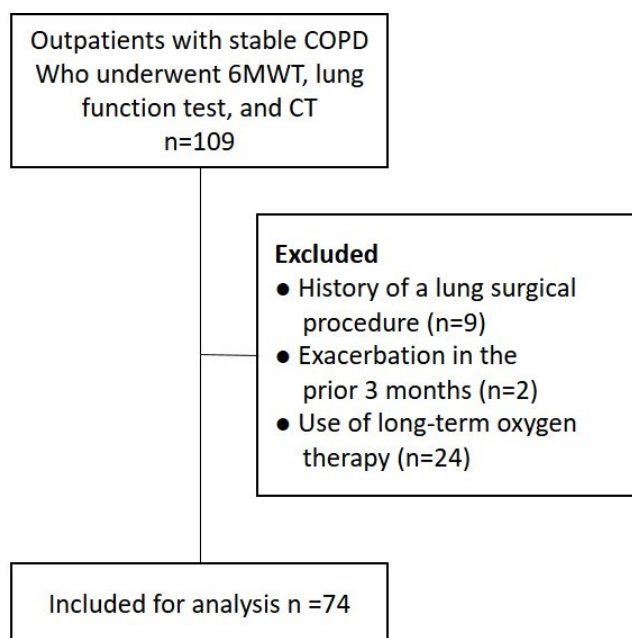 Outpatients with stable COPD
Who underwent 6MWT, lung
function test, and CT
n=109
Excluded
● History of a lung surgical
procedure (n=9)
● Exacerbation in the
prior 3 months (n=2)
● Use of long-term oxygen
therapy (n=24)
Included for analysis n =74